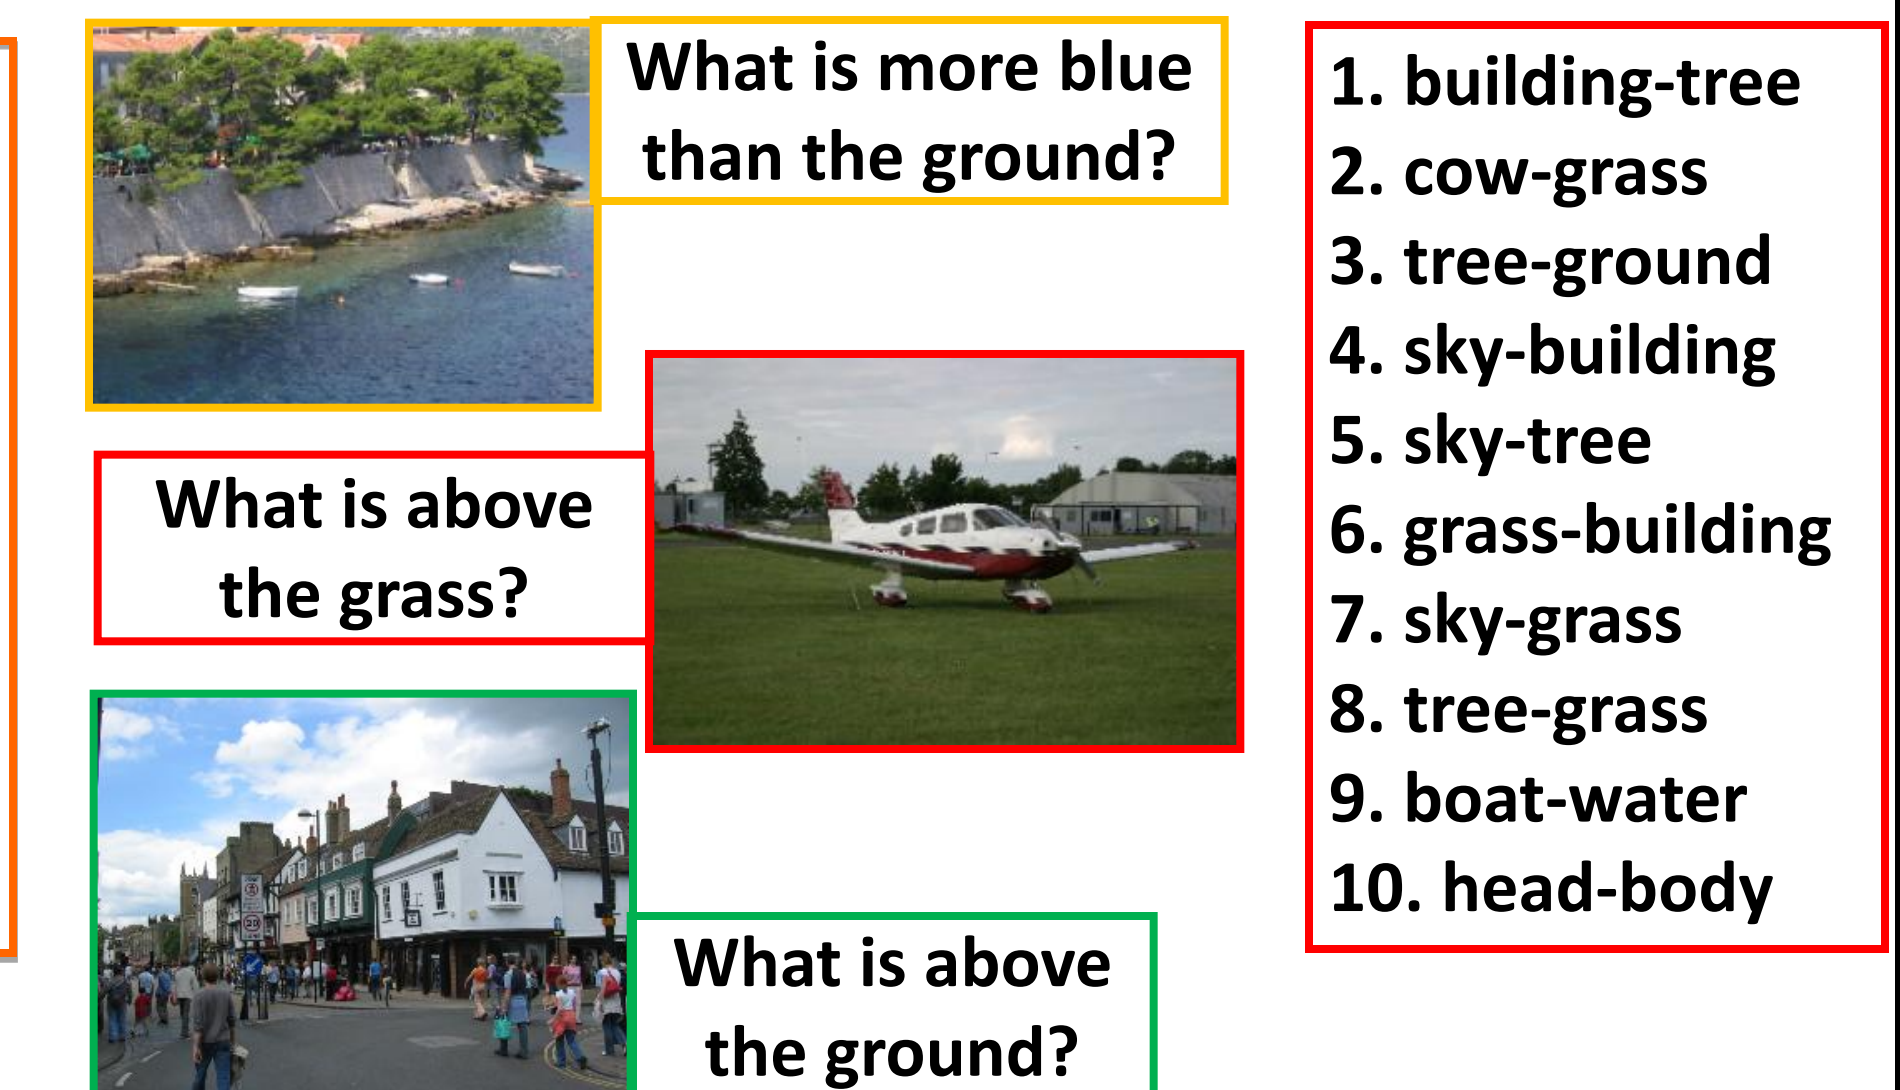 What is more blue
than the ground?
What is above
the grass?
What is above
the ground?
1. building-tree
2. cow-grass
3. tree-ground
4. sky-building
5. sky-tree
6. grass-building
7. sky-grass
8. tree-grass
9. boat-water
10. head-body